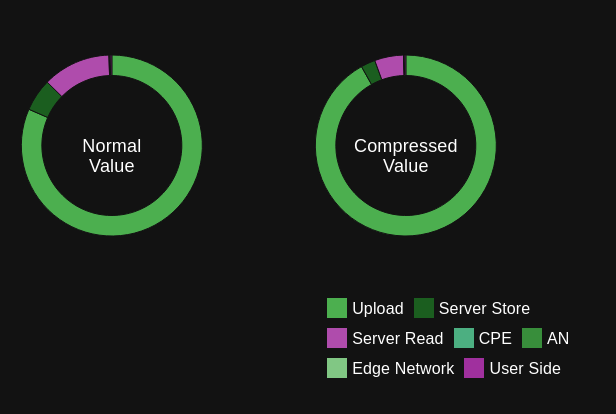 Normal
Value
Compressed
Value
Upload Server Store
Server Read CPE AN
Edge Network User Side